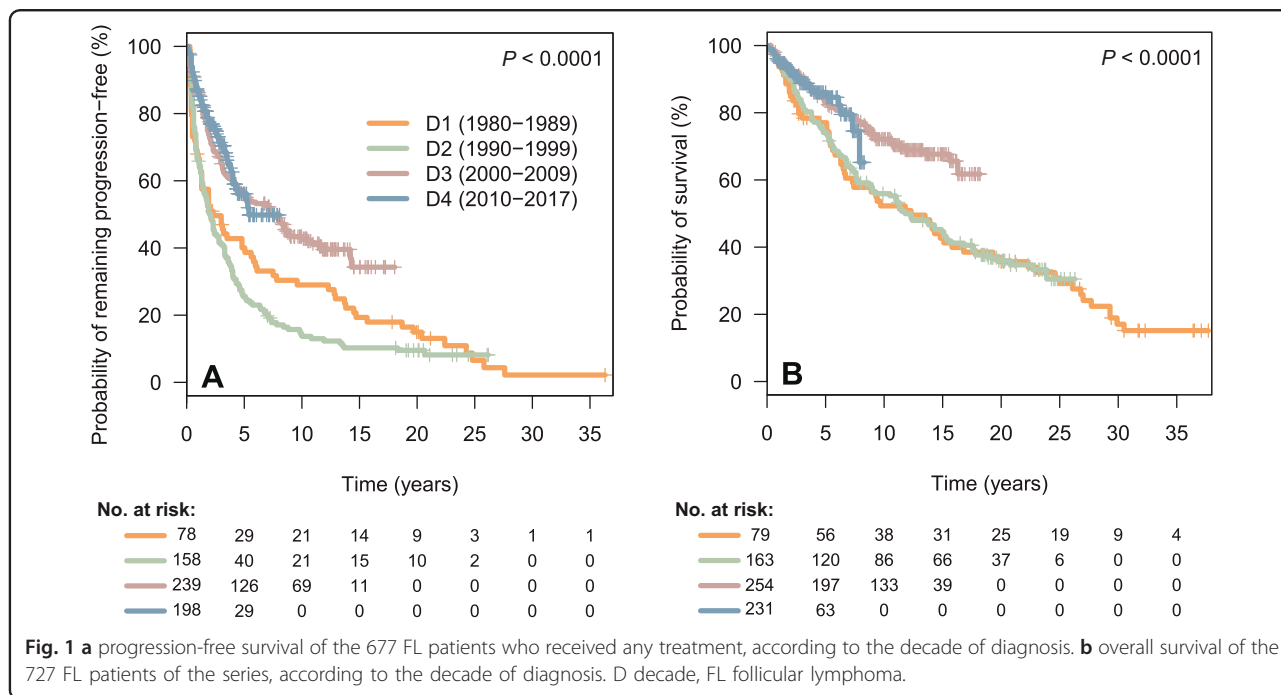 Probability of remaining progression−free (%)
100
80
60
40
20
0
P < 0.0001
D1 (1980−1989)
D2 (1990−1999)
D3 (2000−2009)
D4 (2010−2017)
A
0 5 10 15 20 25 30 35
Time (years)
No. at risk:
78 29 21 14 9 3 1 1
158 40 21 15 10 2 0 0
239 126 69 11 0 0 0 0
198 29 0 0 0 0 0 0
Probability of survival (%)
100
80
60
40
20
0
P < 0.0001
B
0 5 10 15 20 25 30 35
Time (years)
No. at risk:
79 56 38 31 25 19 9 4
163 120 86 66 37 6 0 0
254 197 133 39 0 0 0 0
231 63 0 0 0 0 0 0
Fig. 1 a progression-free survival of the 677 FL patients who received any treatment, according to the decade of diagnosis. b overall survival of the
727 FL patients of the series, according to the decade of diagnosis. D decade, FL follicular lymphoma.